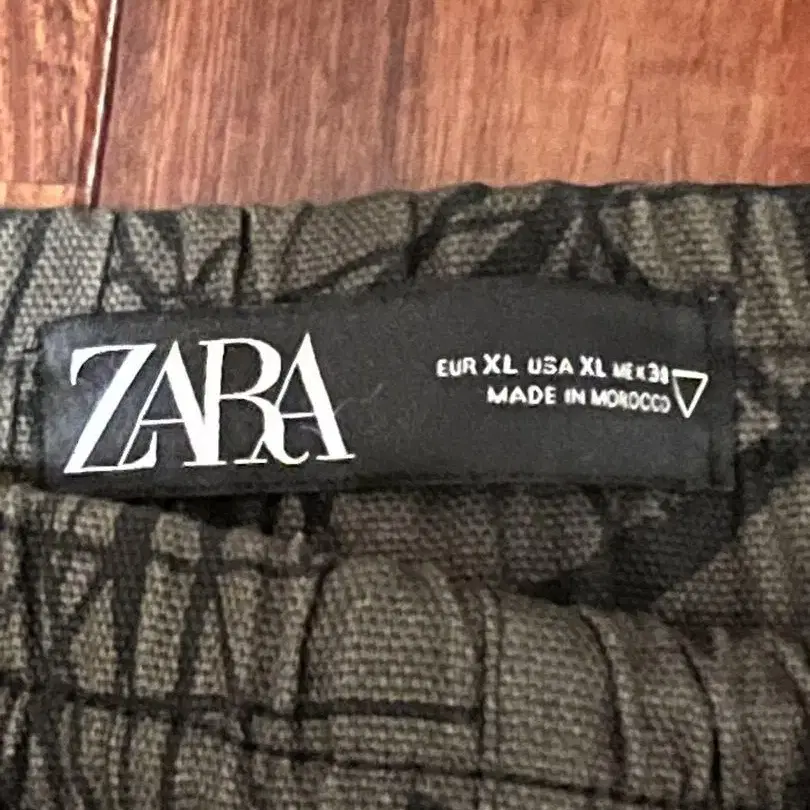 ZARA
EUR XL USA XL MEX 38
MADE IN MOROCCO